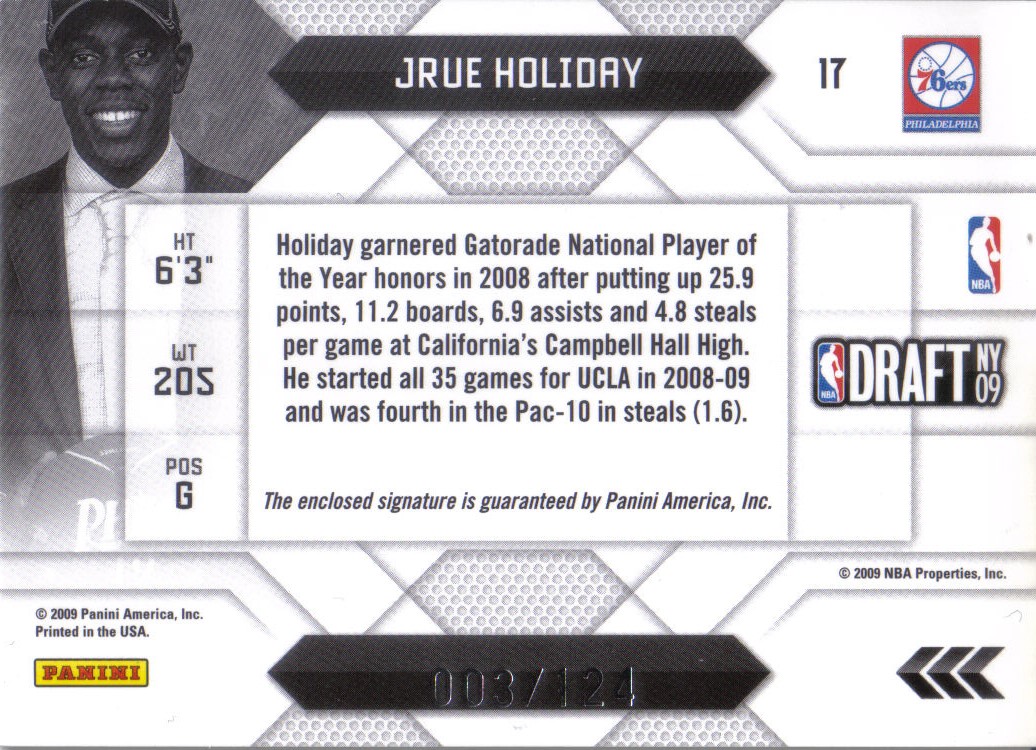 JRUE HOLIDAY
17
76ers
PHILADELPHIA
HT
6'3"
WT
205
POS
G
Holiday garnered Gatorade National Player of
the Year honors in 2008 after putting up 25.9
points, 11.2 boards, 6.9 assists and 4.8 steals
per game at California's Campbell Hall High.
He started all 35 games for UCLA in 2008-09
and was fourth in the Pac-10 in steals (1.6).
The enclosed signature is guaranteed by Panini America, Inc.
NBA
NBA DRAFT NY 09
PH
© 2009 NBA Properties, Inc.
© 2009 Panini America, Inc.
Printed in the USA.
PANINI
003/124